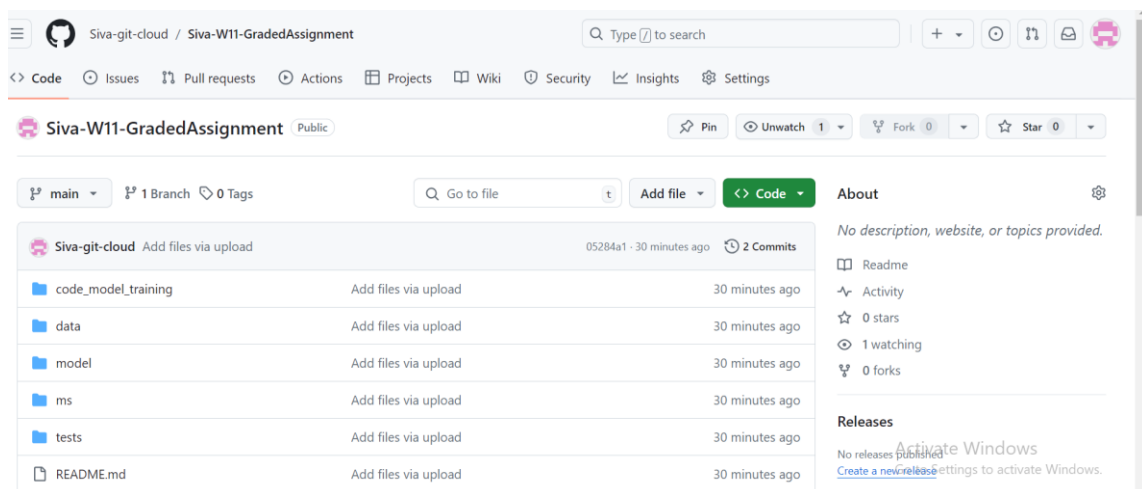 Siva-git-cloud / Siva-W11-GradedAssignment
Type / to search
Code Issues Pull requests Actions Projects Wiki Security Insights Settings
Siva-W11-GradedAssignment Public
Pin Unwatch 1 Fork 0 Star 0
main 1 Branch 0 Tags Go to file t Add file Code
About
No description, website, or topics provided.
Siva-git-cloud Add files via upload 05284a1 · 30 minutes ago 2 Commits
code_model_training Add files via upload 30 minutes ago
data Add files via upload 30 minutes ago
model Add files via upload 30 minutes ago
ms Add files via upload 30 minutes ago
tests Add files via upload 30 minutes ago
README.md Add files via upload 30 minutes ago
Readme
Activity
0 stars
1 watching
0 forks
Releases
No releases published
Create a new release
Activate Windows
Go to Settings to activate Windows.